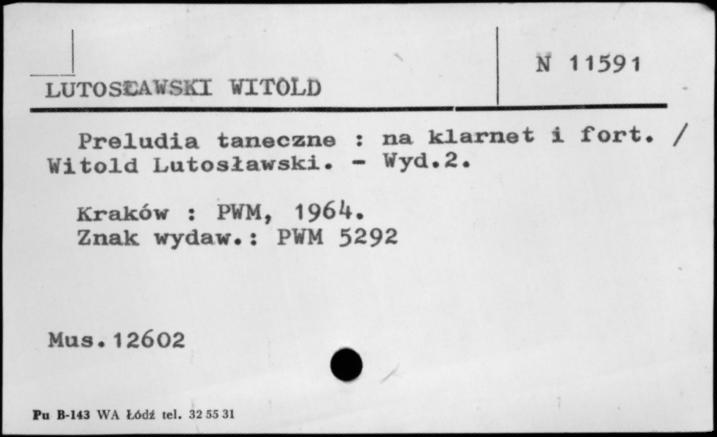 N 11591
LUTOSŁAWSKI WITOLD
Preludia taneczne : na klarnet i fort. /
Witold Lutosławski. - Wyd.2.
Kraków : PWM, 1964.
Znak wydaw.: PWM 5292
Mus.12602
Pu B-143 WA Łódź tel. 32 55 31